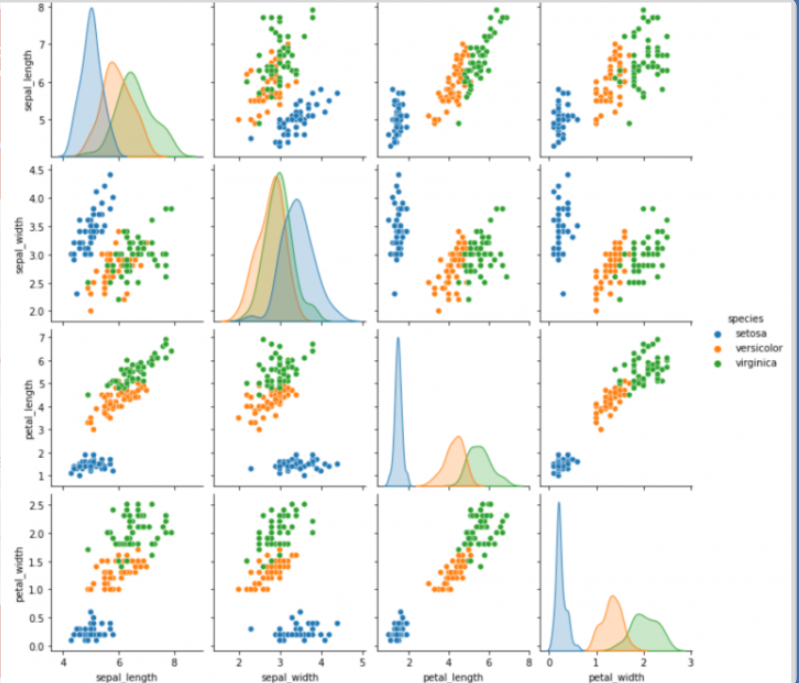 8
7
6
5
sepal_length
4.5
4.0
3.5
3.0
2.5
2.0
sepal_width
species
setosa
versicolor
virginica
7
6
5
4
3
2
1
petal_length
2.5
2.0
1.5
1.0
0.5
0.0
petal_width
4 6 8 2 3 4 5 2 4 6 8 0 1 2 3
sepal_length sepal_width petal_length petal_width